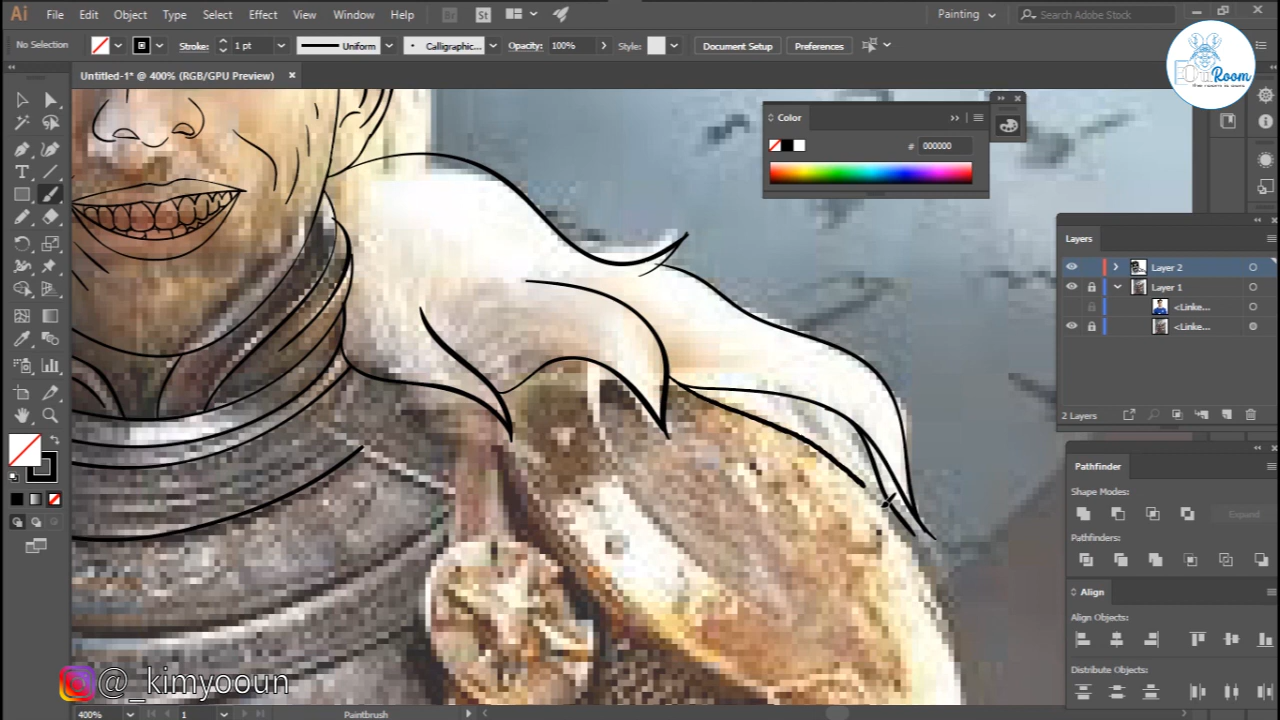 Ai File Edit Object Type Select Effect View Window Help Br St Painting Search Adobe Stock
No Selection Stroke: 1 pt Uniform Calligraphic... Opacity: 100% Style: Document Setup Preferences
Untitled-1* @ 400% (RGB/GPU Preview) ×
Room
Color
# 000000
Layers
Layer 2
Layer 1
<Linke...
<Linke...
2 Layers
Pathfinder
Shape Modes:
Expand
Pathfinders:
Align
Align Objects:
Distribute Objects:
@_kimyooun
400% 1 Paintbrush